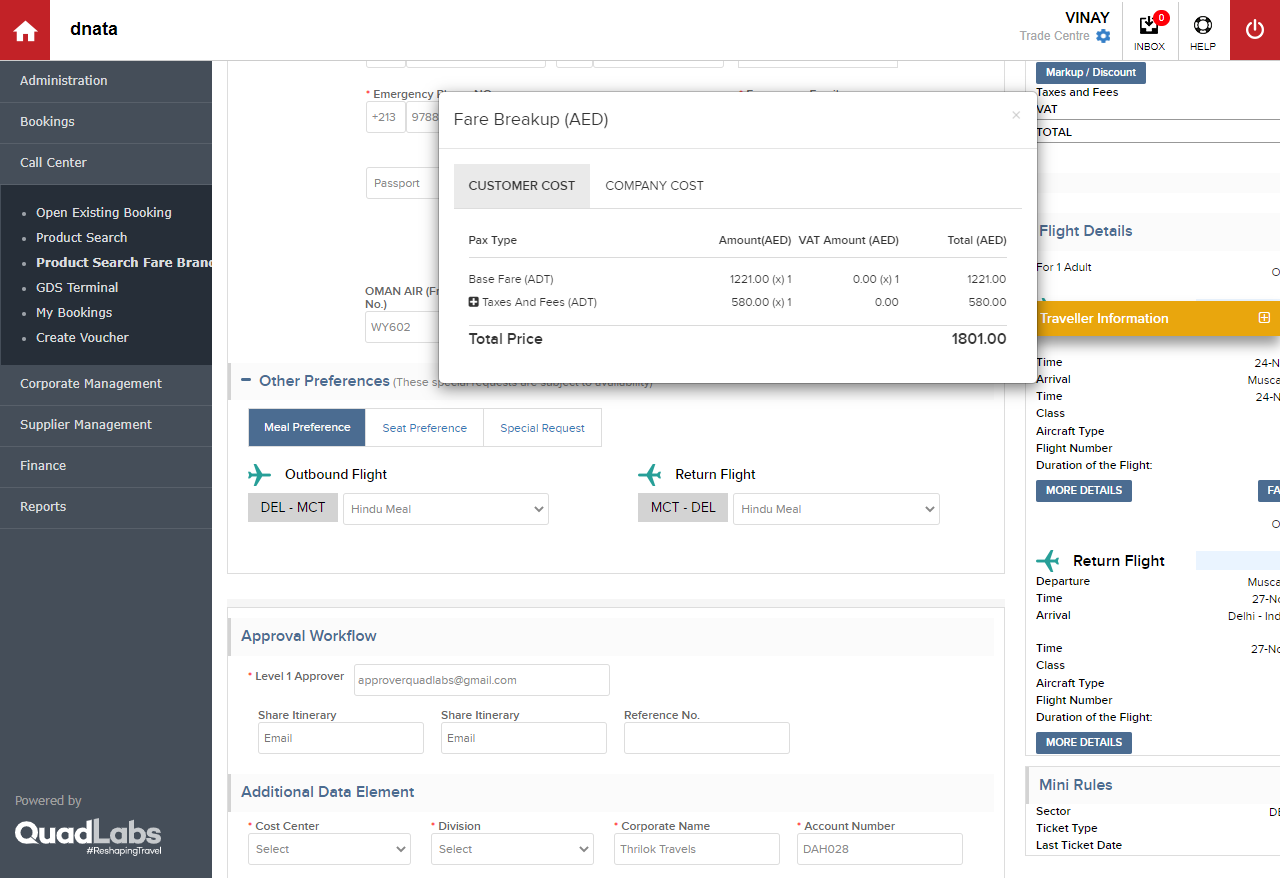 dnata
VINAY
Trade Centre
0
INBOX
HELP
Administration
Bookings
Call Center
Open Existing Booking
Product Search
Product Search Fare Brand
GDS Terminal
My Bookings
Create Voucher
Corporate Management
Supplier Management
Finance
Reports
Powered by
QuadLabs
#ReshapingTravel
* Emergency
+213 9788
Passport
OMAN AIR (Fr
No.)
WY602
Fare Breakup (AED) ×
CUSTOMER COST COMPANY COST
Pax Type Amount(AED) VAT Amount (AED) Total (AED)
Base Fare (ADT) 1221.00 (x) 1 0.00 (x) 1 1221.00
Taxes And Fees (ADT) 580.00 (x) 1 0.00 580.00
Total Price 1801.00
Other Preferences (These special requests are subject to availability)
Meal Preference Seat Preference Special Request
Outbound Flight Return Flight
DEL - MCT Hindu Meal MCT - DEL Hindu Meal
Approval Workflow
* Level 1 Approver approverquadlabs@gmail.com
Share Itinerary Share Itinerary Reference No.
Email Email
Additional Data Element
* Cost Center * Division * Corporate Name * Account Number
Select Select Thrilok Travels DAH028
Markup / Discount
Taxes and Fees
VAT
TOTAL
Flight Details
For 1 Adult O
Traveller Information
Time 24-N
Arrival Musca
Time 24-N
Class
Aircraft Type
Flight Number
Duration of the Flight:
MORE DETAILS FA
O
Return Flight
Departure Musca
Time 27-No
Arrival Delhi - Ind
Time 27-No
Class
Aircraft Type
Flight Number
Duration of the Flight:
MORE DETAILS
Mini Rules
Sector DE
Ticket Type
Last Ticket Date